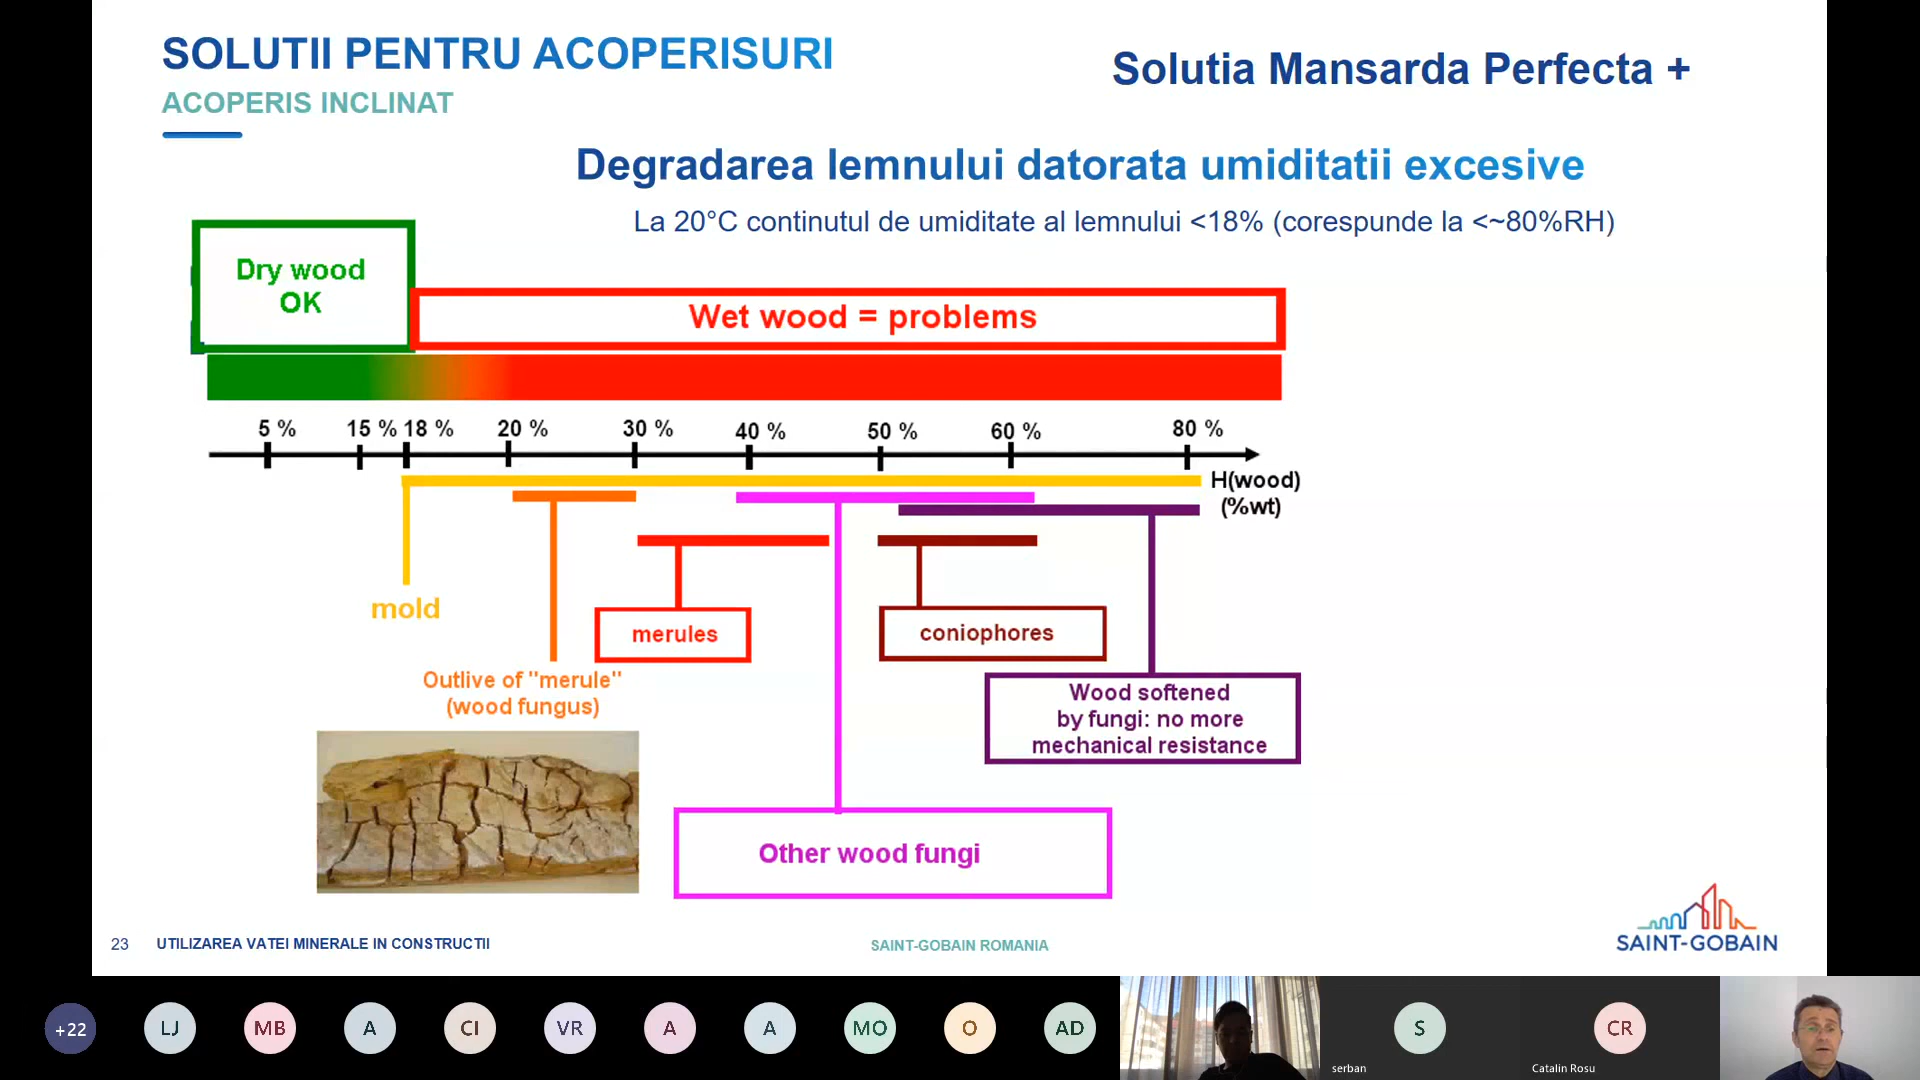 SOLUTII PENTRU ACOPERISURI
ACOPERIS INCLINAT
Solutia Mansarda Perfecta +
Degradarea lemnului datorata umiditatii excesive
La 20°C continutul de umiditate al lemnului <18% (corespunde la <~80%RH)
Dry wood
OK
Wet wood = problems
5 % 15 % 18 % 20 % 30 % 40 % 50 % 60 % 80 %
H(wood)
(%wt)
mold
merules
coniophores
Outlive of "merule"
(wood fungus)
Wood softened
by fungi: no more
mechanical resistance
Other wood fungi
SAINT-GOBAIN
23 UTILIZAREA VATEI MINERALE IN CONSTRUCTII
SAINT-GOBAIN ROMANIA
+22 LJ MB A CI VR A A MO O AD S CR
serban
Catalin Rosu